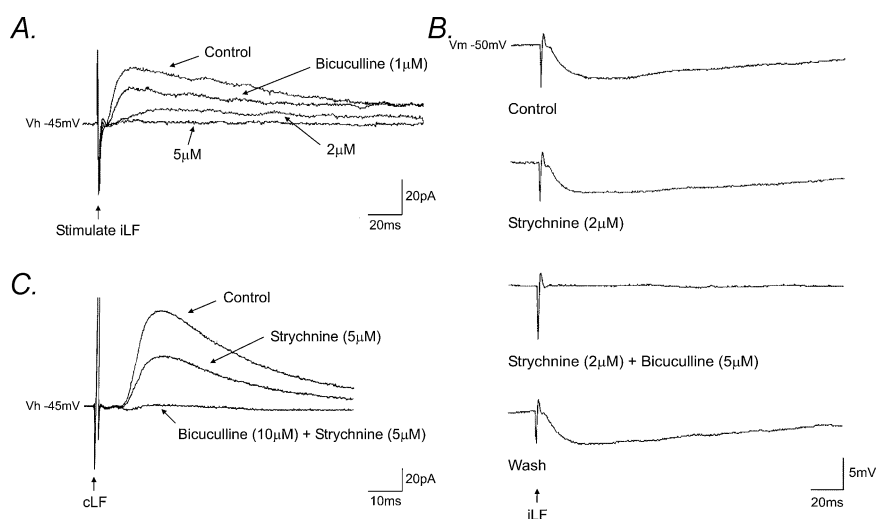 A.
Control
Bicuculline (1µM)
Vh -45mV
5µM
2µM
20pA
20ms
Stimulate iLF
B.
Vm -50mV
Control
Strychnine (2µM)
Strychnine (2µM) + Bicuculline (5µM)
Wash
5mV
20ms
iLF
C.
Control
Strychnine (5µM)
Vh -45mV
Bicuculline (10µM) + Strychnine (5µM)
20pA
10ms
cLF